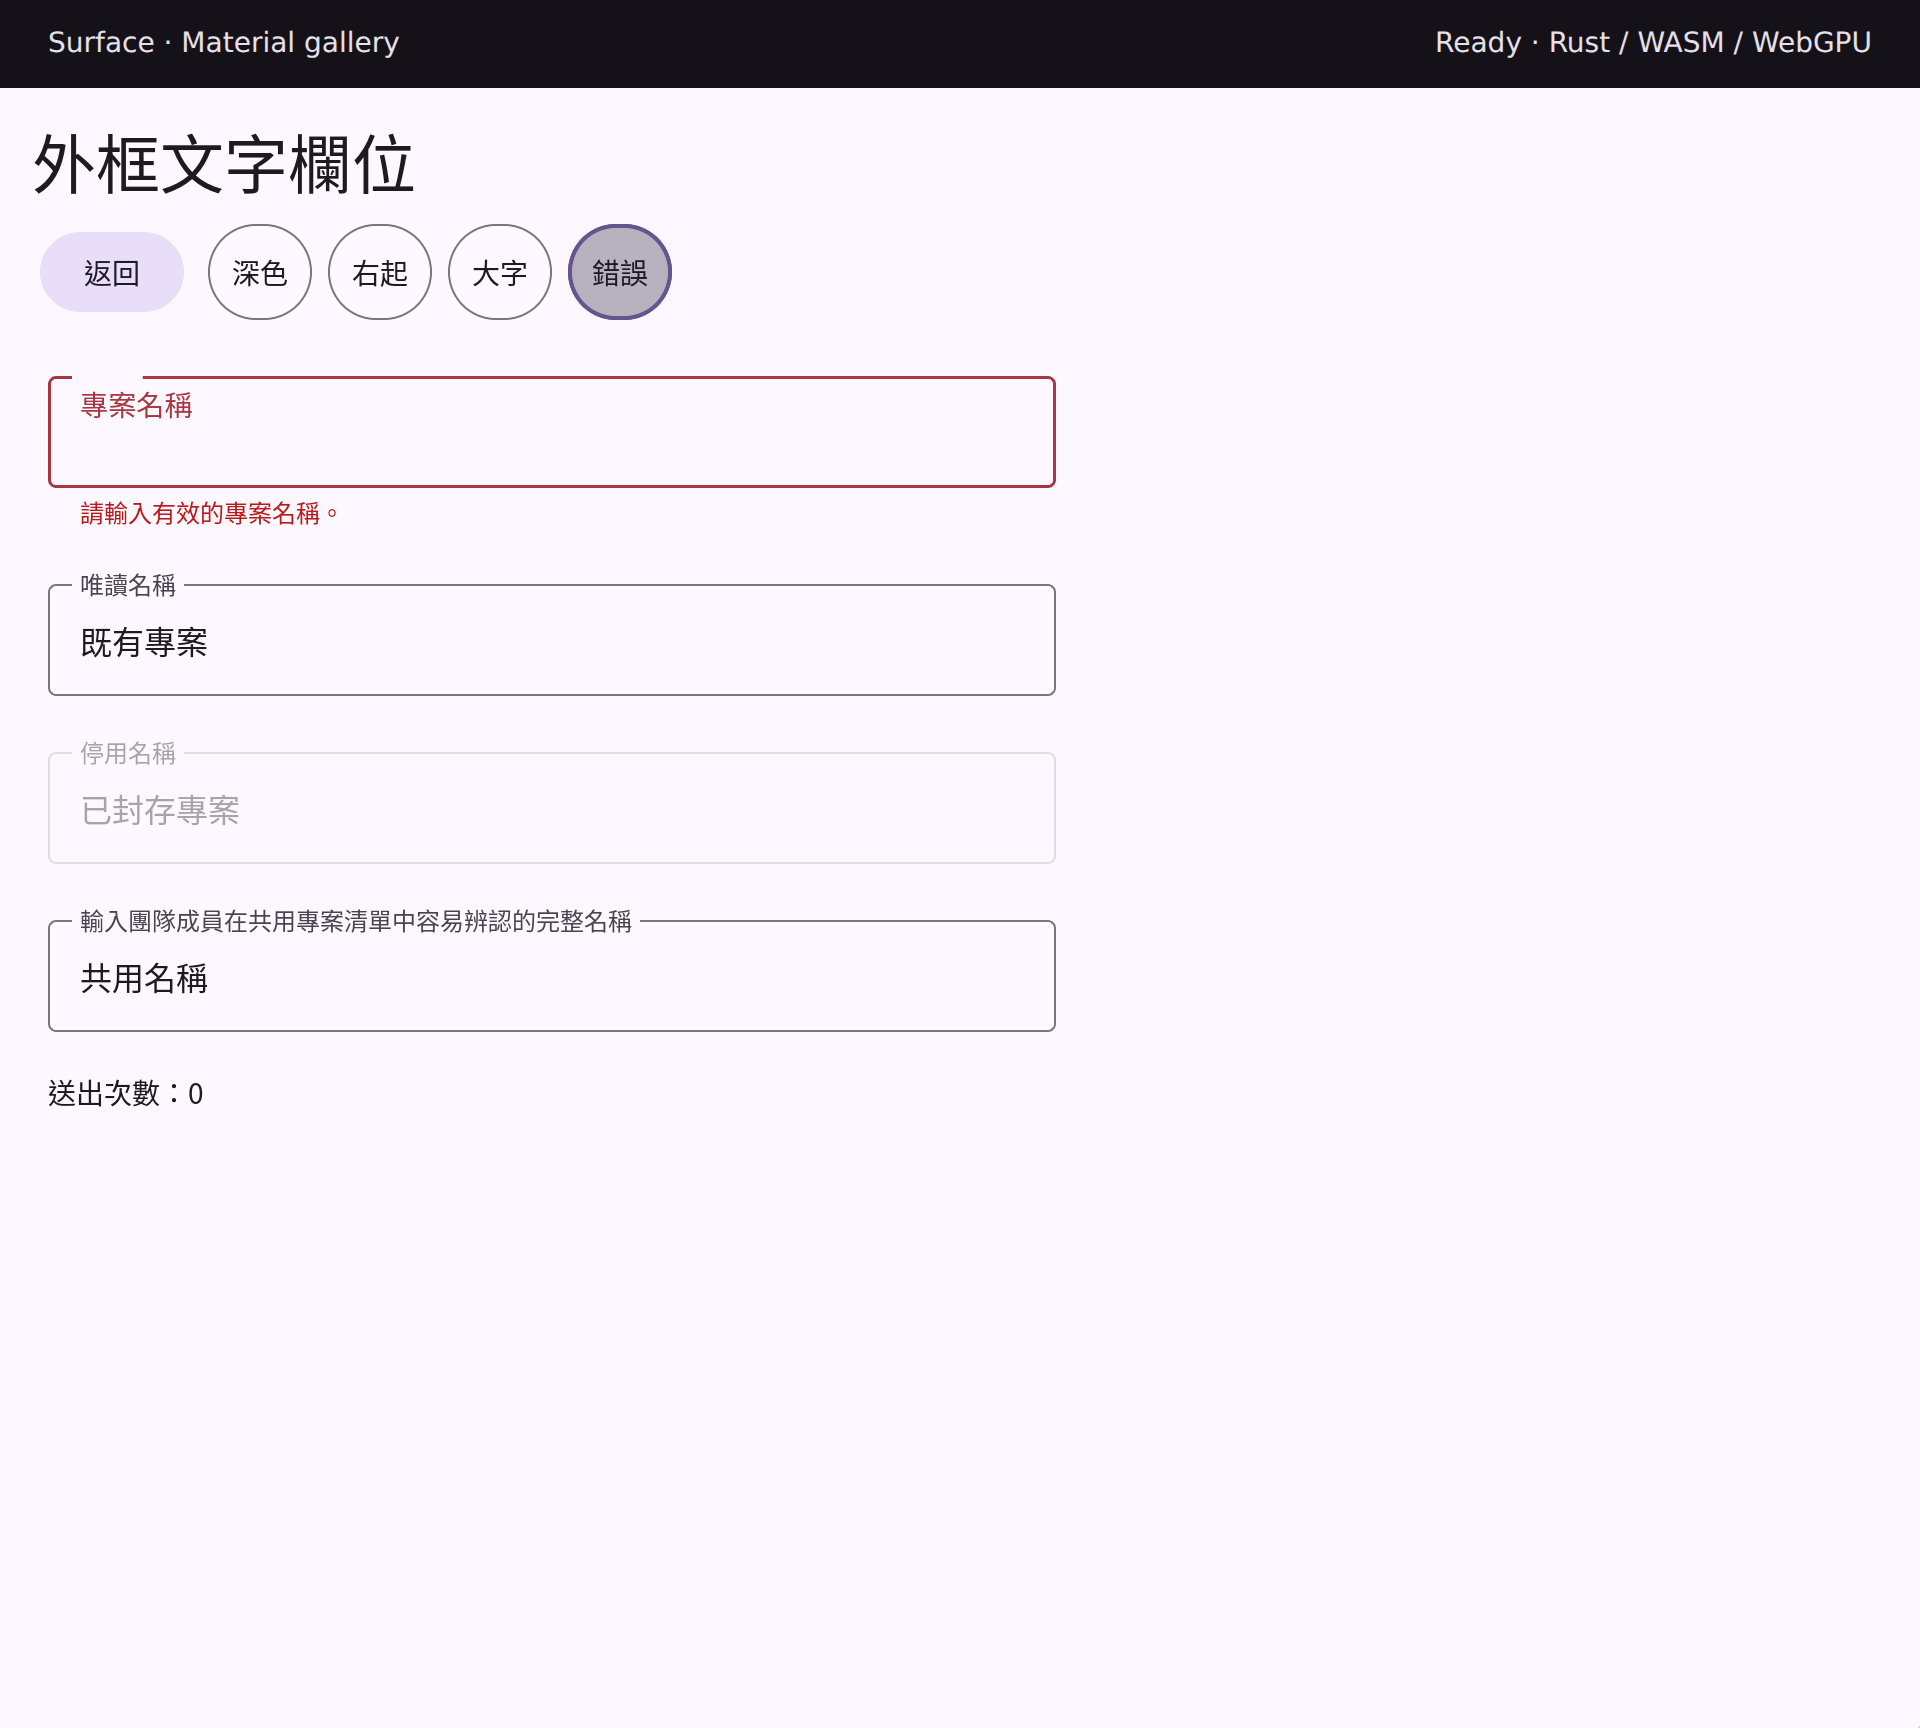 Surface · Material gallery
Ready · Rust / WASM / WebGPU
外框文字欄位
返回
深色
右起
大字
錯誤
專案名稱
請輸入有效的專案名稱。
唯讀名稱
既有專案
停用名稱
已封存專案
輸入團隊成員在共用專案清單中容易辨認的完整名稱
共用名稱
送出次數：0